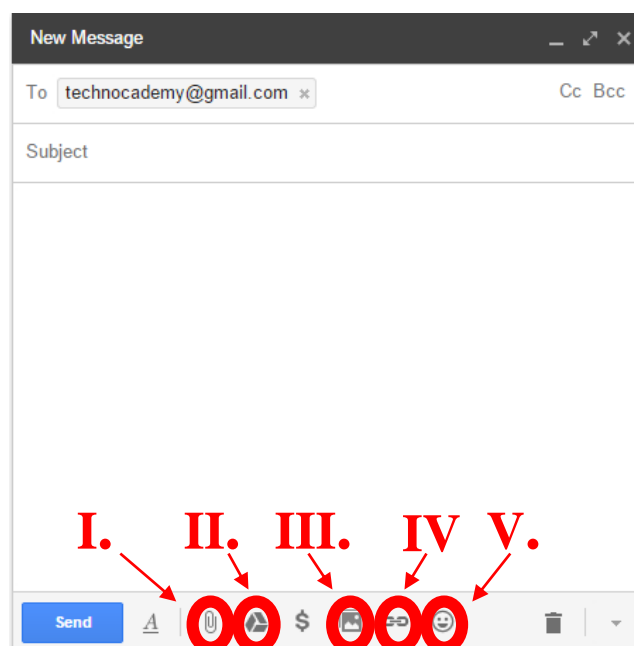 New Message
To technocademy@gmail.com × Cc Bcc
Subject
I. II. III. IV V.
Send A $